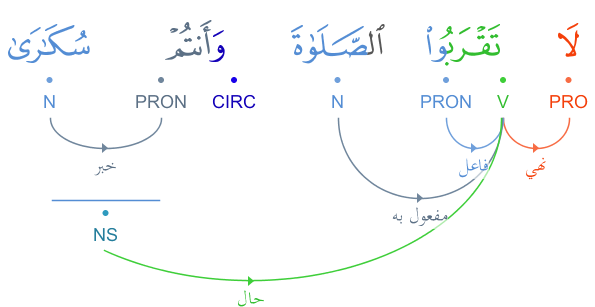 لَا تَقْرَبُوا۟ ٱلصَّلَوٰةَ وَأَنتُمْ سُكَـٰرَىٰ
PRO V PRON N CIRC PRON N
نهي فاعل خبر
مفعول به
NS
حال